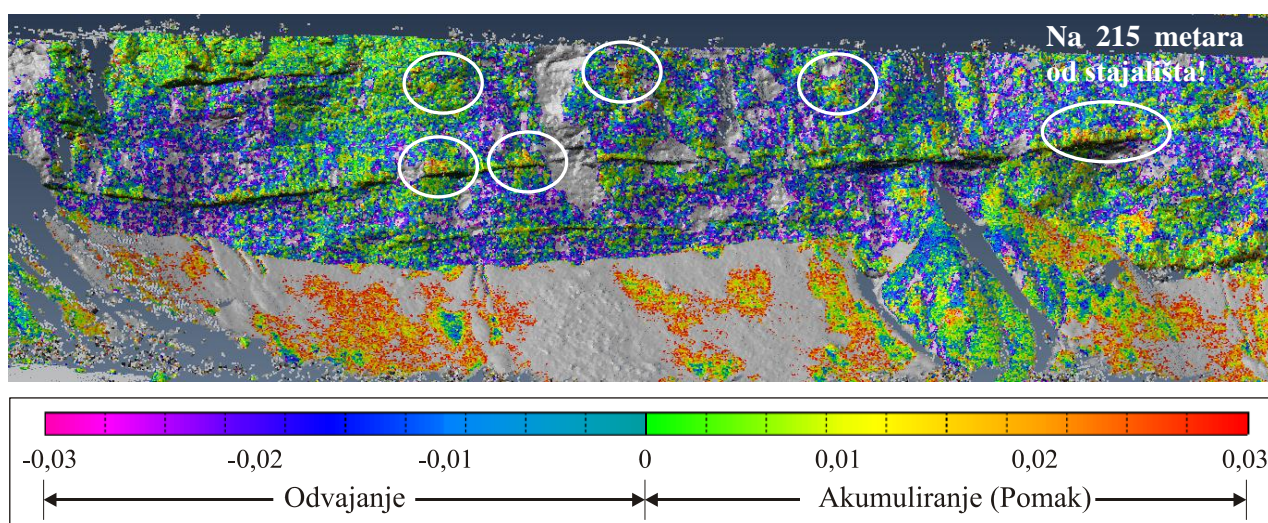 Na 215 metara
od stajališta!
-0,03 -0,02 -0,01 0 0,01 0,02 0,03
Odvajanje Akumuliranje (Pomak)